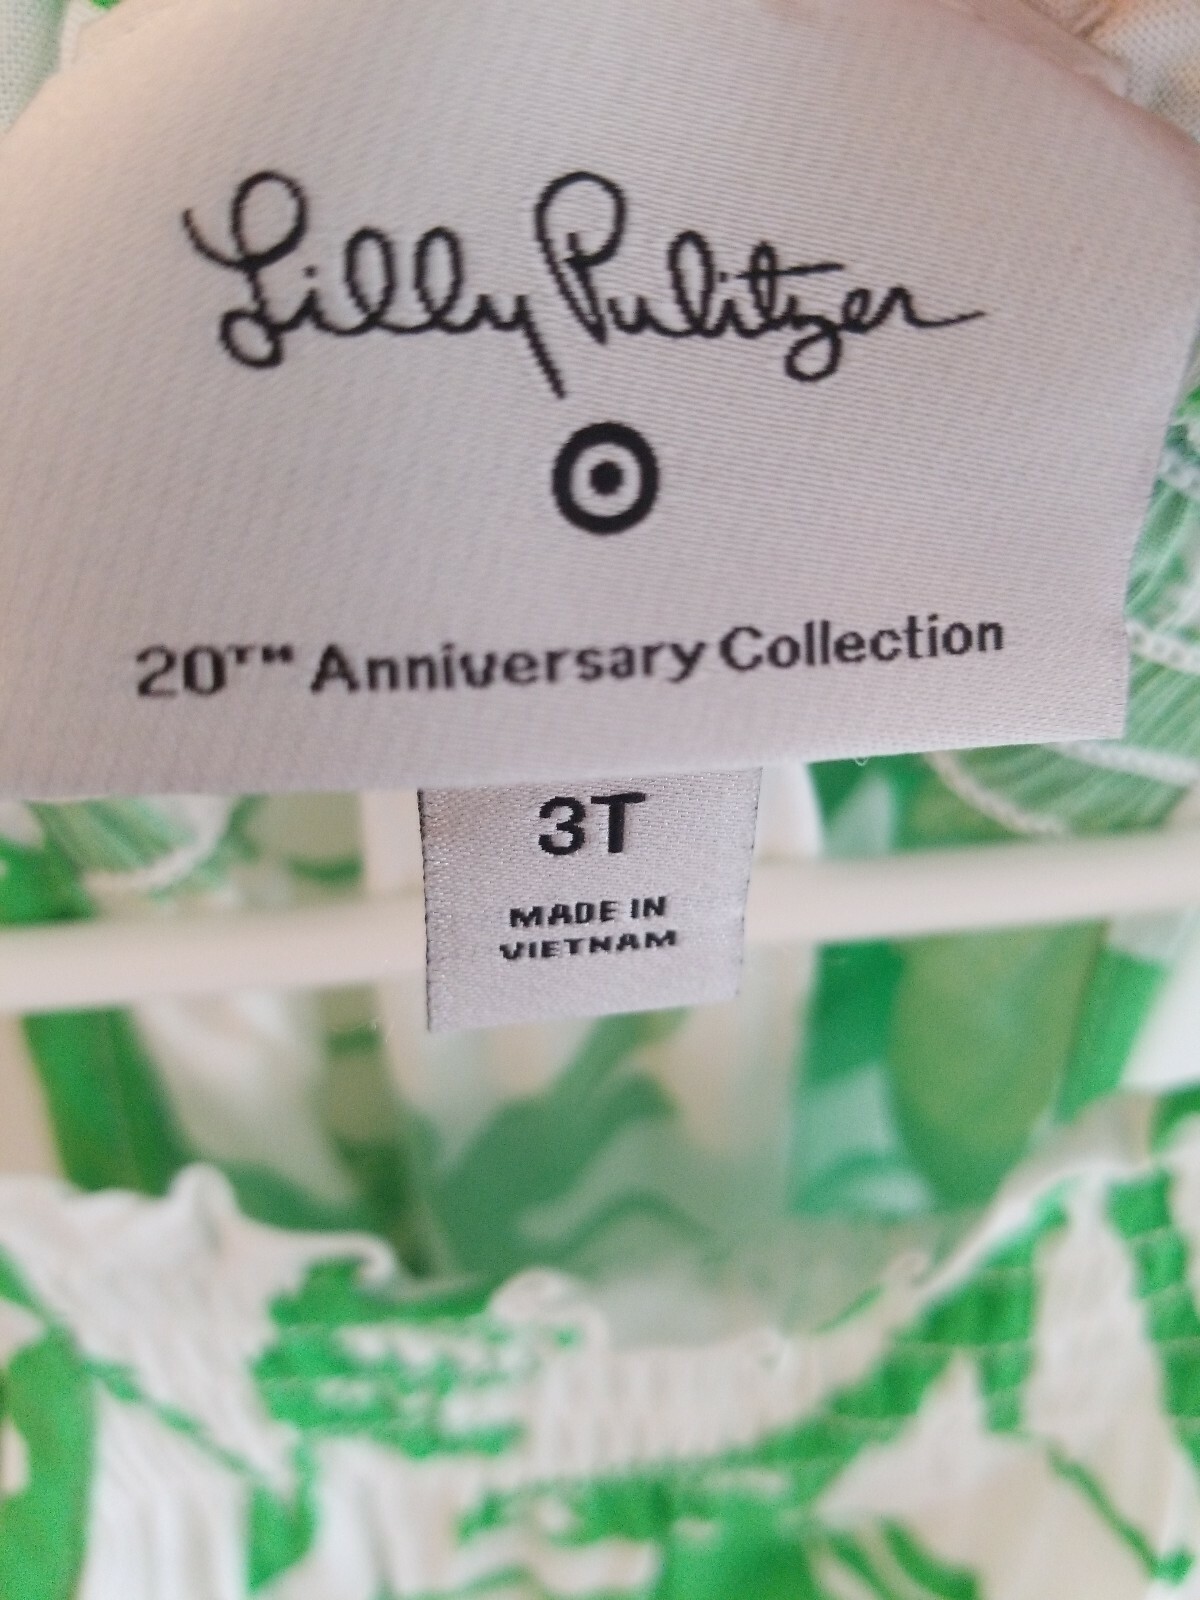 Lilly Pulitzer
20TH Anniversary Collection
3T
MADE IN
VIETNAM